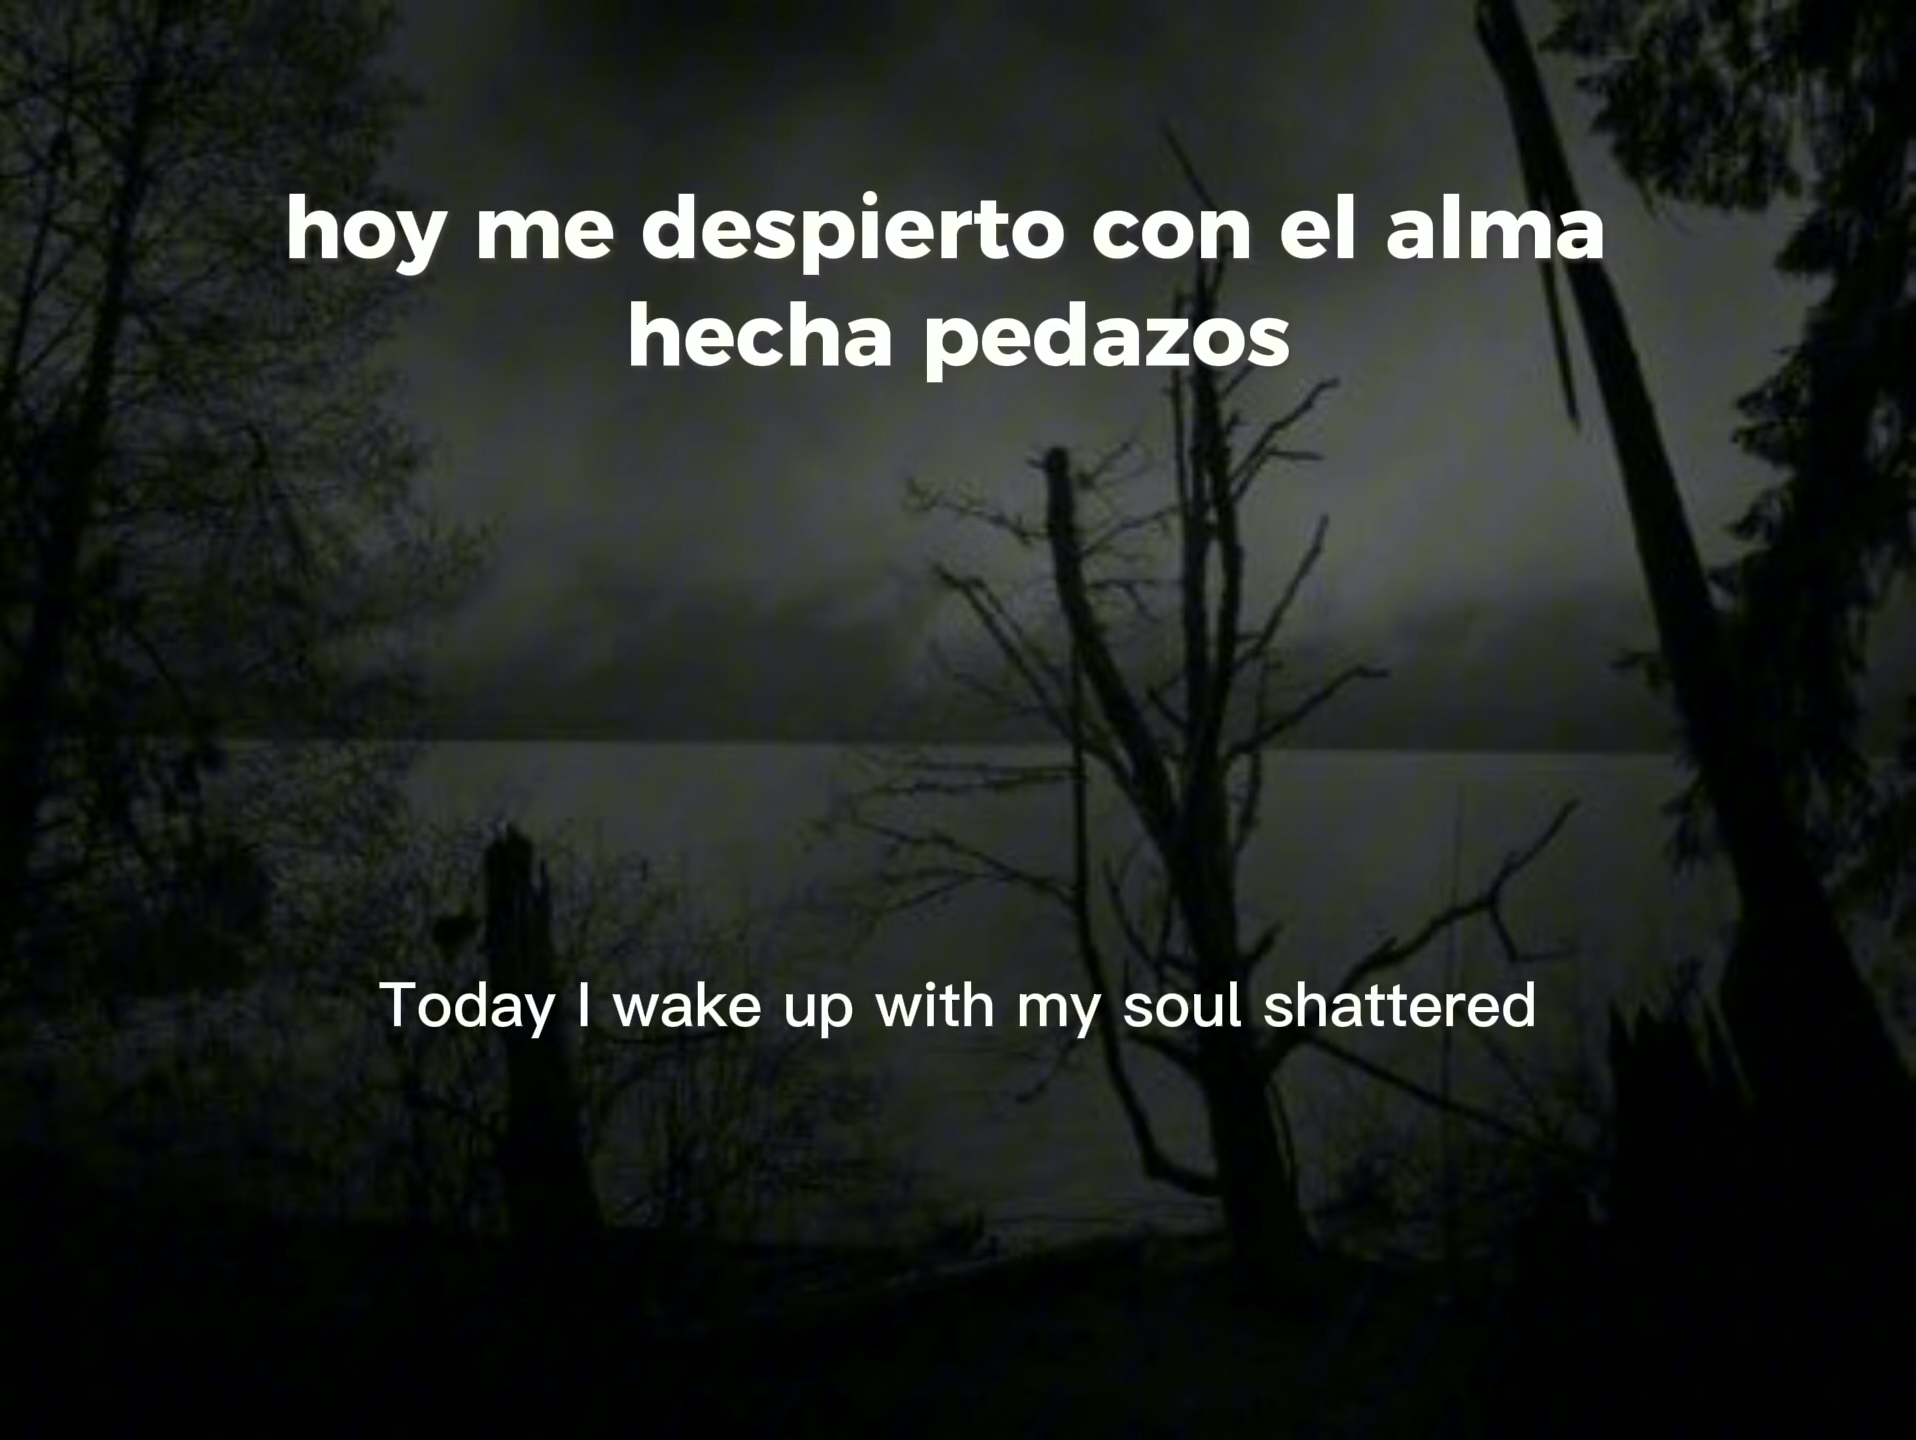 hoy me despierto con el alma
hecha pedazos
Today I wake up with my soul shattered